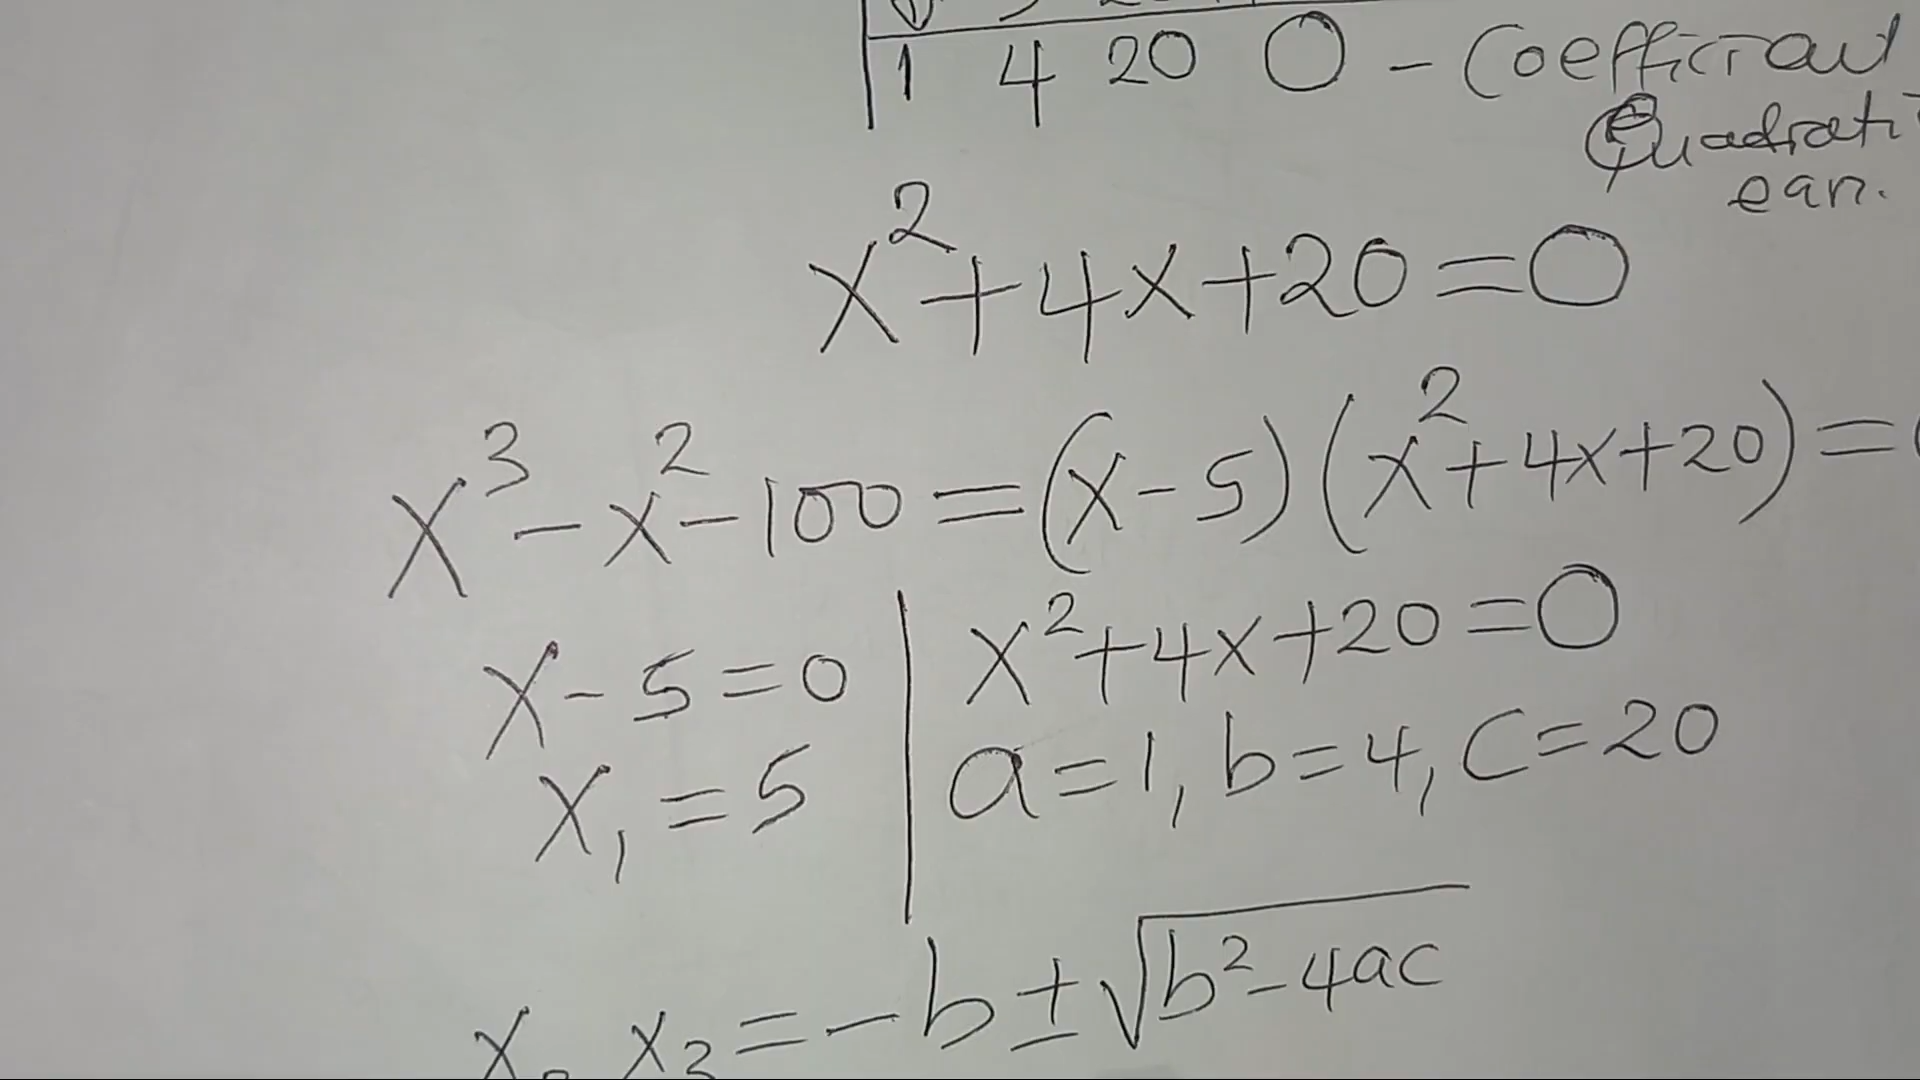 1 4 20 0 - Coefficient
Quadrati
eqn.
x² + 4x + 20 = 0
x³ - x² - 100 = (x - 5)(x² + 4x + 20) =
x - 5 = 0 | x² + 4x + 20 = 0
x₁ = 5 | a = 1, b = 4, c = 20
x₂ x₃ = -b ± √b² - 4ac